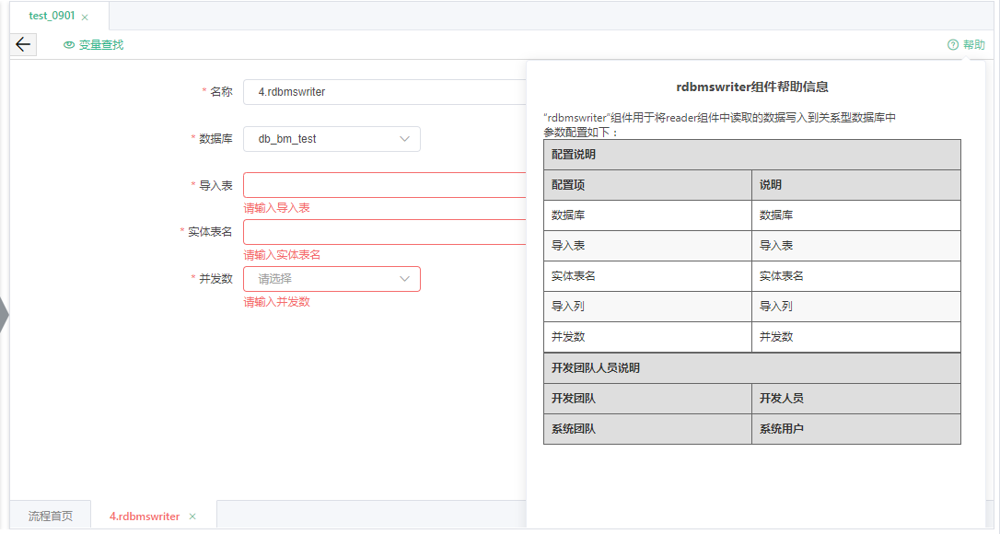 test_0901
变量查找
帮助
* 名称 4.rdbmswriter
* 数据库 db_bm_test
* 导入表
请输入导入表
* 实体表名
请输入实体表名
* 并发数 请选择
请输入并发数
rdbmswriter组件帮助信息
"rdbmswriter"组件用于将reader组件中读取的数据写入到关系型数据库中
参数配置如下：
配置说明
配置项 说明
数据库 数据库
导入表 导入表
实体表名 实体表名
导入列 导入列
并发数 并发数
开发团队人员说明
开发团队 开发人员
系统团队 系统用户
流程首页 4.rdbmswriter